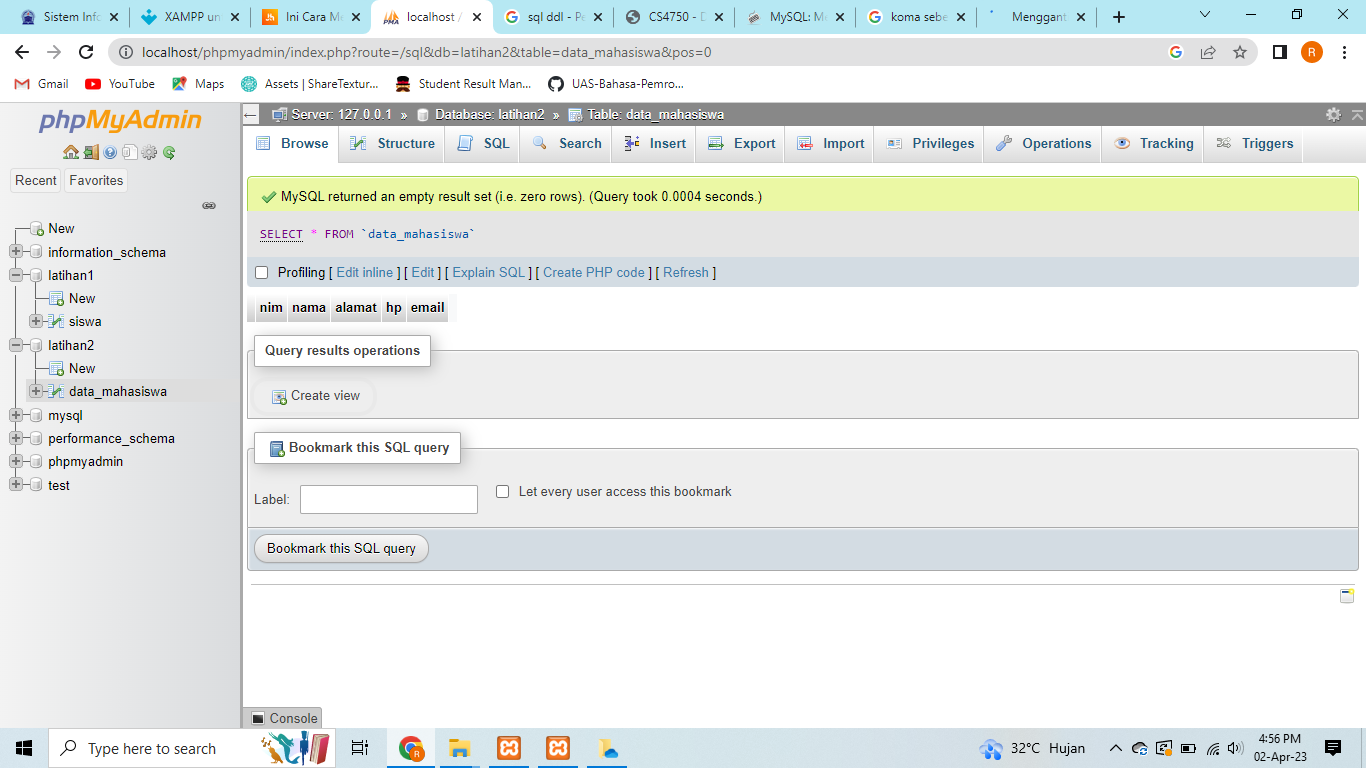 Sistem Info
XAMPP un
Ini Cara Me
localhost /
sql ddl - Pe
CS4750 - D
MySQL: Me
koma sebe
Menggant
localhost/phpmyadmin/index.php?route=/sql&db=latihan2&table=data_mahasiswa&pos=0
R
Gmail
YouTube
Maps
Assets | ShareTextur...
Student Result Man...
UAS-Bahasa-Pemro...
phpMyAdmin
Recent
Favorites
New
information_schema
latihan1
New
siswa
latihan2
New
data_mahasiswa
mysql
performance_schema
phpmyadmin
test
Server: 127.0.0.1 » Database: latihan2 » Table: data_mahasiswa
Browse
Structure
SQL
Search
Insert
Export
Import
Privileges
Operations
Tracking
Triggers
MySQL returned an empty result set (i.e. zero rows). (Query took 0.0004 seconds.)
SELECT * FROM `data_mahasiswa`
Profiling [ Edit inline ] [ Edit ] [ Explain SQL ] [ Create PHP code ] [ Refresh ]
nim nama alamat hp email
Query results operations
Create view
Bookmark this SQL query
Label:
Let every user access this bookmark
Bookmark this SQL query
Console
Type here to search
32°C Hujan
4:56 PM
02-Apr-23